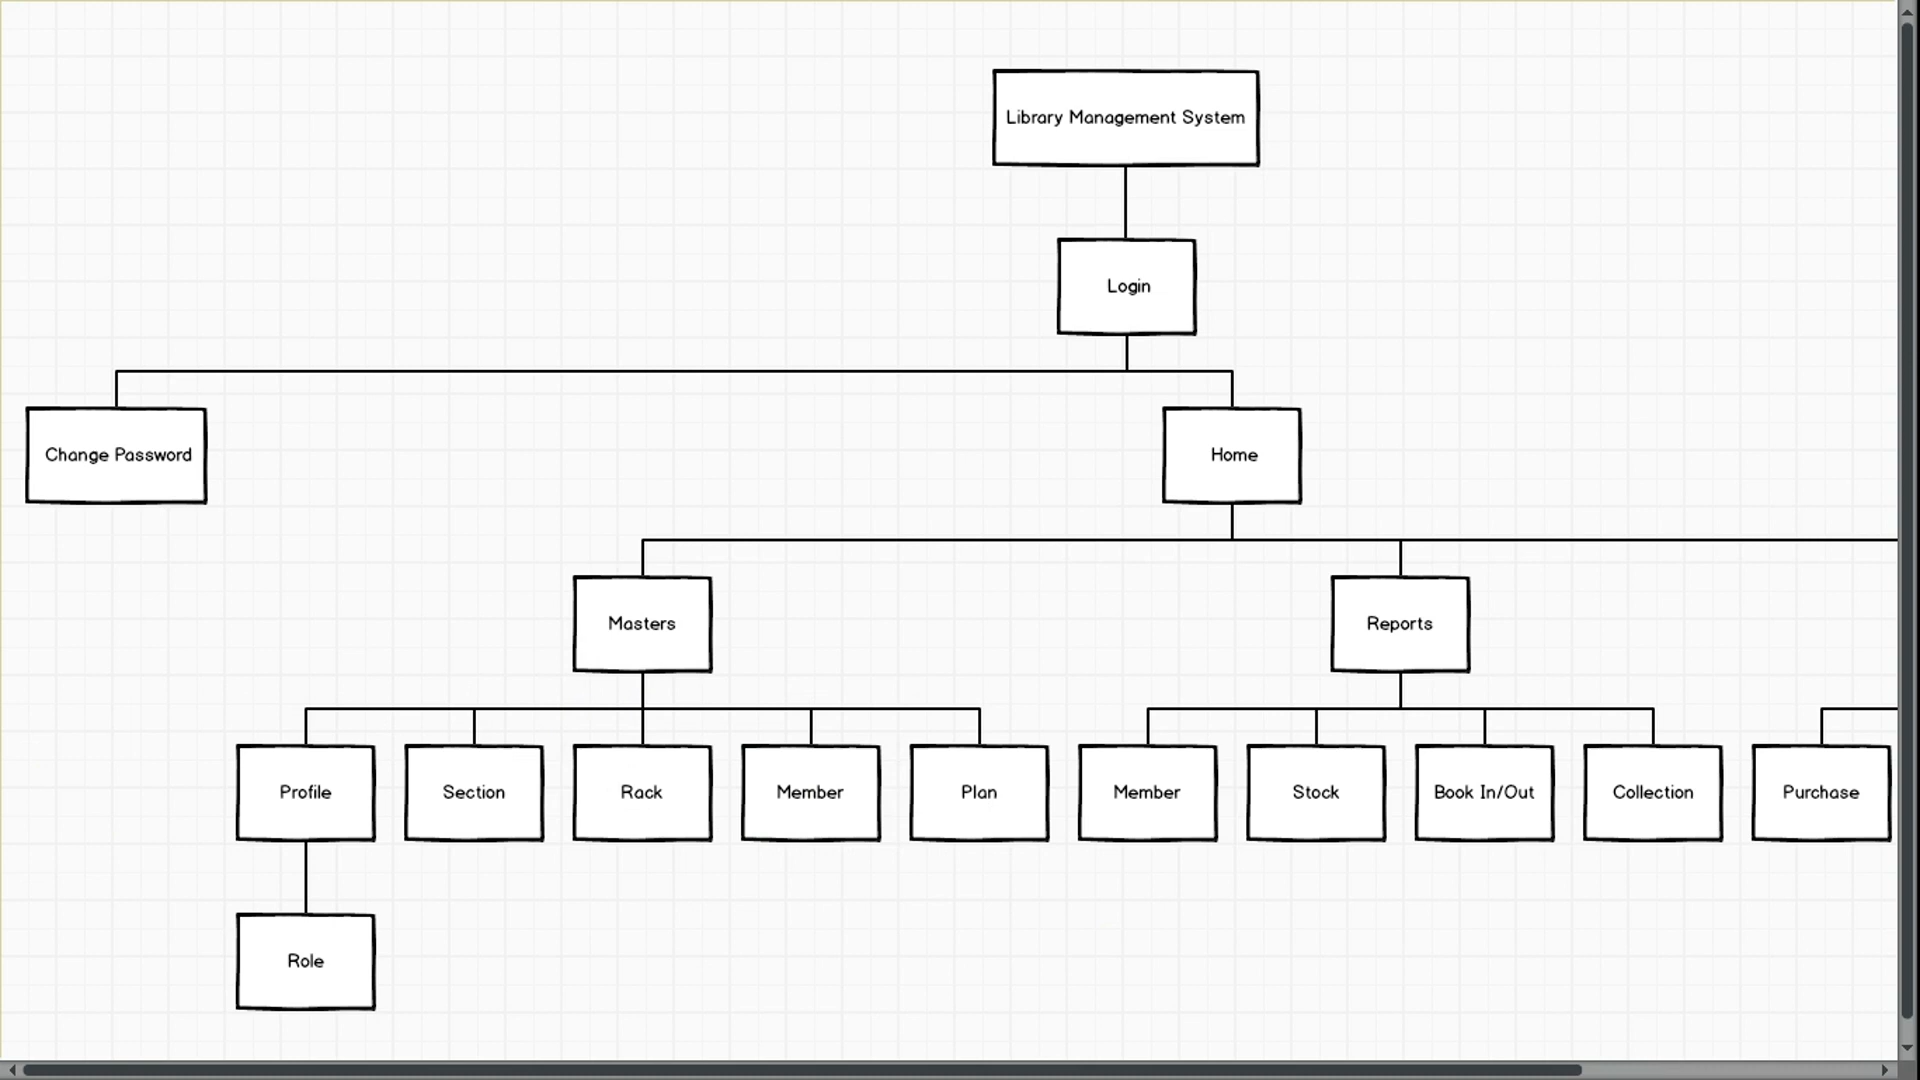 Library Management System
Login
Change Password
Home
Masters
Reports
Profile
Section
Rack
Member
Plan
Member
Stock
Book In/Out
Collection
Purchase
Role